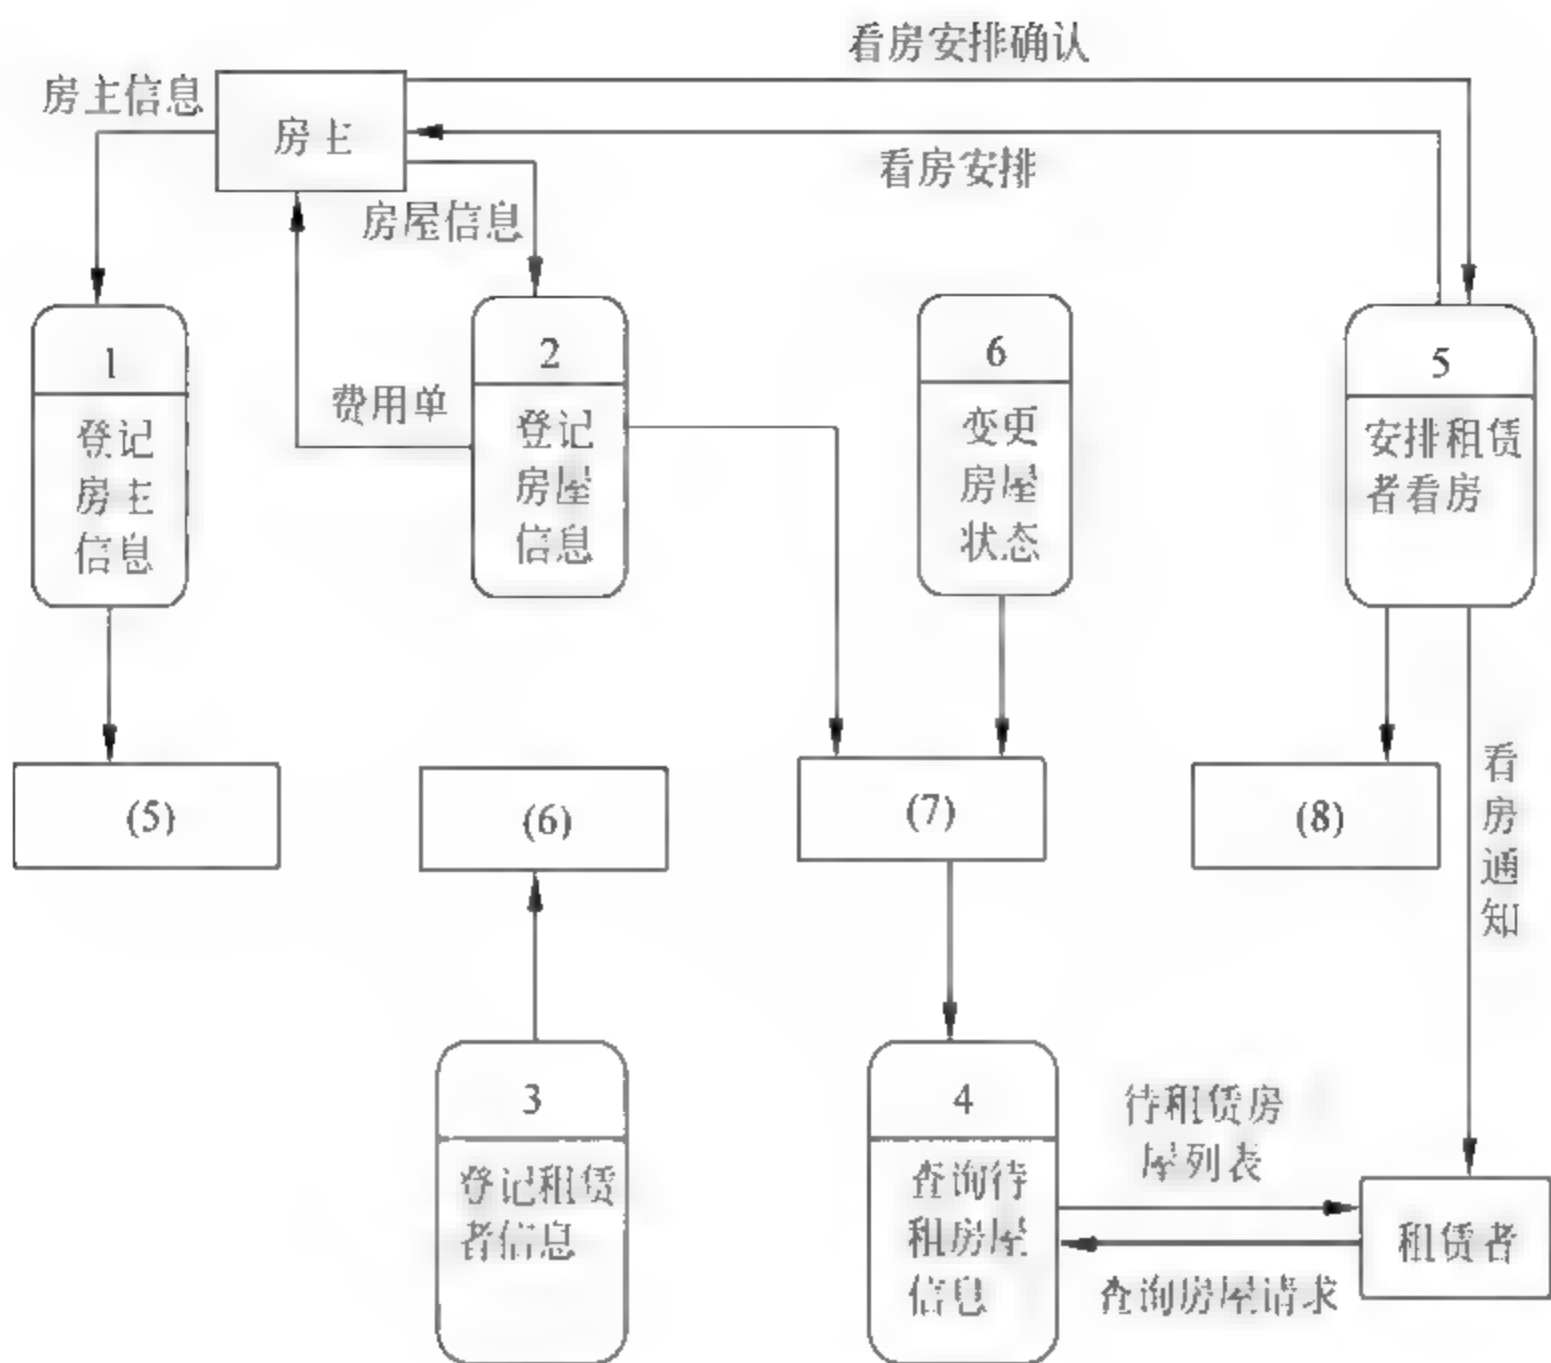 看房安排确认
房主信息
房主
看房安排
房屋信息
1
登记
房主
信息
费用单
2
登记
房屋
信息
6
变更
房屋
状态
5
安排租赁
者看房
(5)
(6)
(7)
(8)
看
房
通
知
3
登记租赁
者信息
4
查询待
租房屋
信息
待租赁房
屋列表
租赁者
查询房屋请求